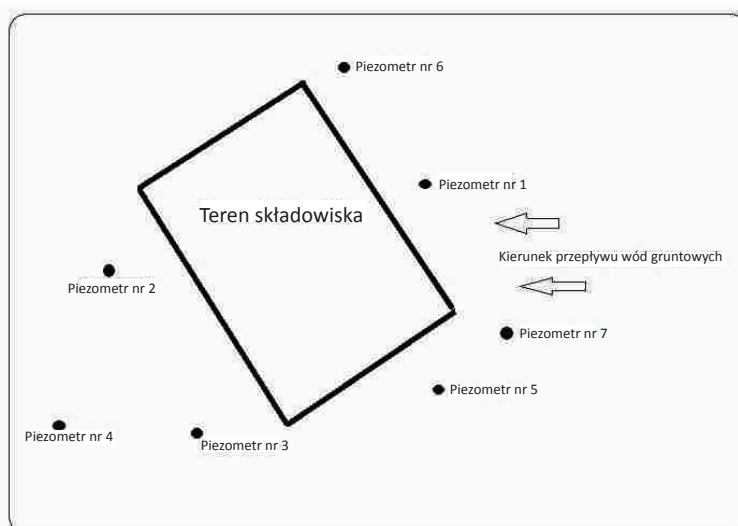 Piezometr nr 6
Piezometr nr 1
Teren składowiska
Kierunek przepływu wód gruntowych
Piezometr nr 2
Piezometr nr 7
Piezometr nr 5
Piezometr nr 4
Piezometr nr 3